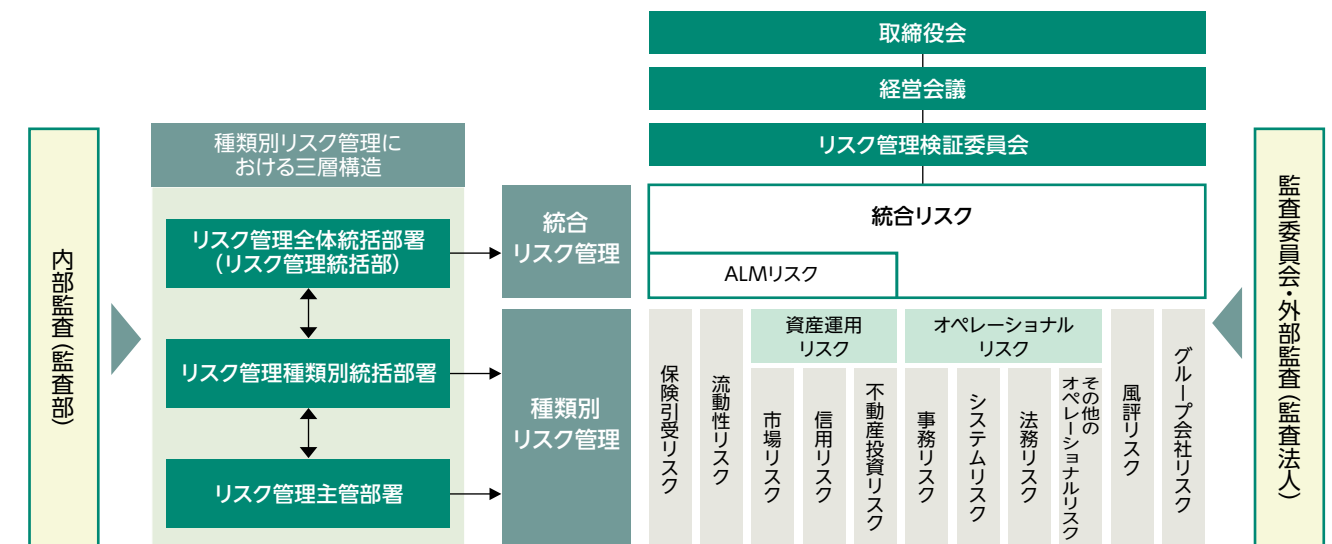 取締役会
経営会議
リスク管理検証委員会
内部監査（監査部）
種類別リスク管理に
おける三層構造
リスク管理全体統括部署
（リスク管理統括部）
リスク管理種類別統括部署
リスク管理主管部署
統合
リスク管理
種類別
リスク管理
統合リスク
ALMリスク
資産運用
リスク
オペレーショナル
リスク
保険引受リスク
流動性リスク
市場リスク
信用リスク
不動産投資リスク
事務リスク
システムリスク
法務リスク
その他の
オペレーショナルリスク
風評リスク
グループ会社リスク
監査委員会・外部監査（監査法人）